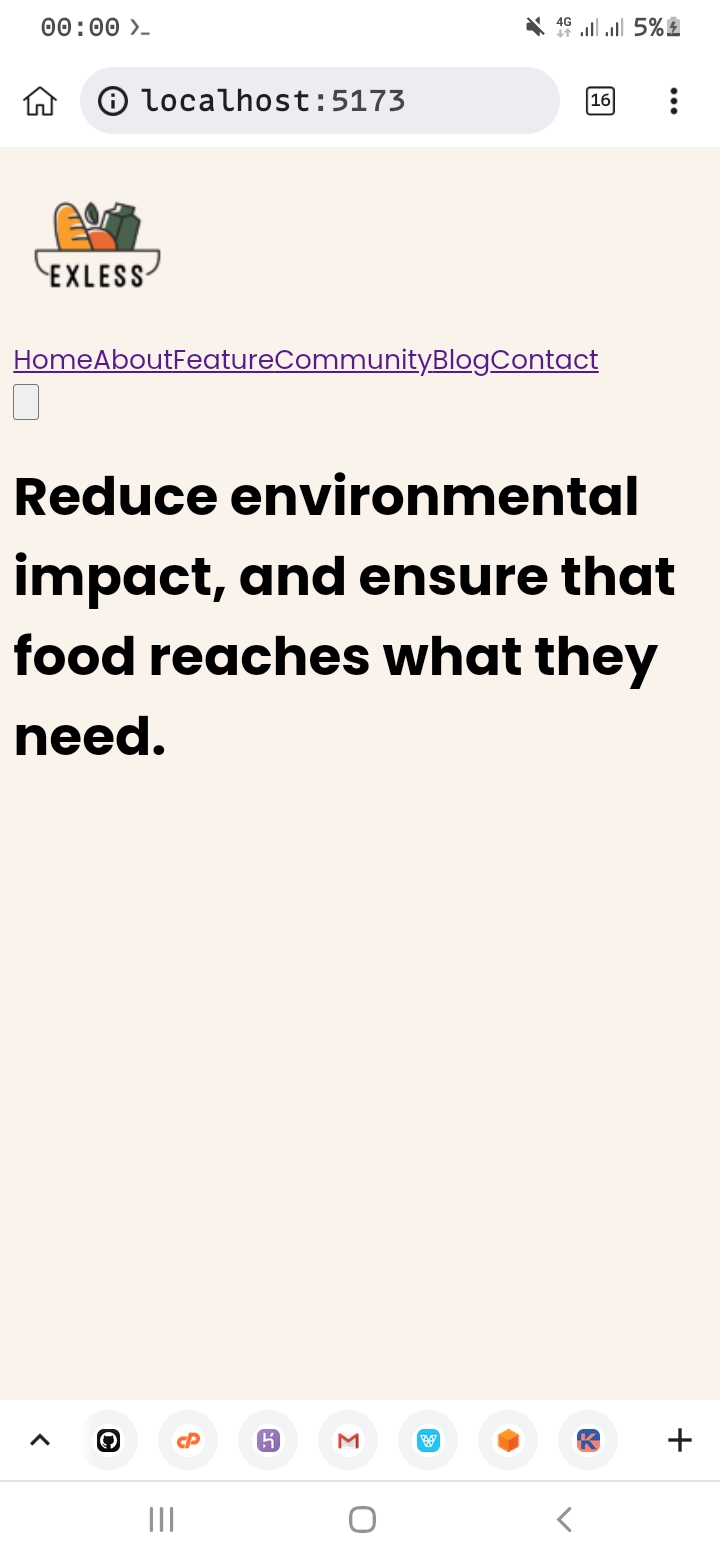 00:00
4G 5%
localhost:5173
16
EXLESS
HomeAboutFeatureCommunityBlogContact
Reduce environmental
impact, and ensure that
food reaches what they
need.